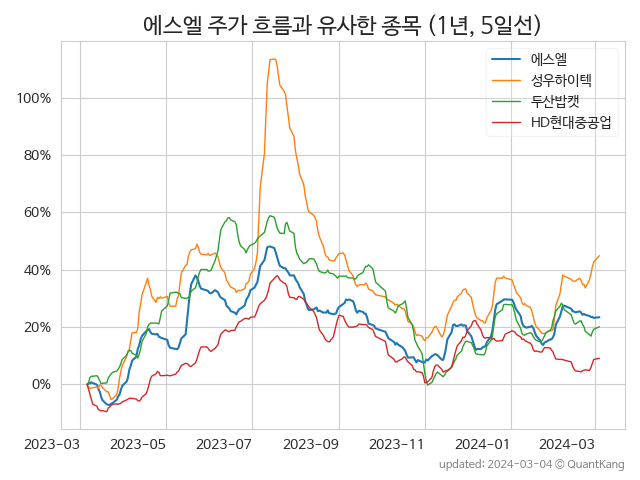 에스엘 주가 흐름과 유사한 종목 (1년, 5일선)
에스엘
성우하이텍
두산밥캣
HD현대중공업
100%
80%
60%
40%
20%
0%
2023-03 2023-05 2023-07 2023-09 2023-11 2024-01 2024-03
updated: 2024-03-04 © QuantKang